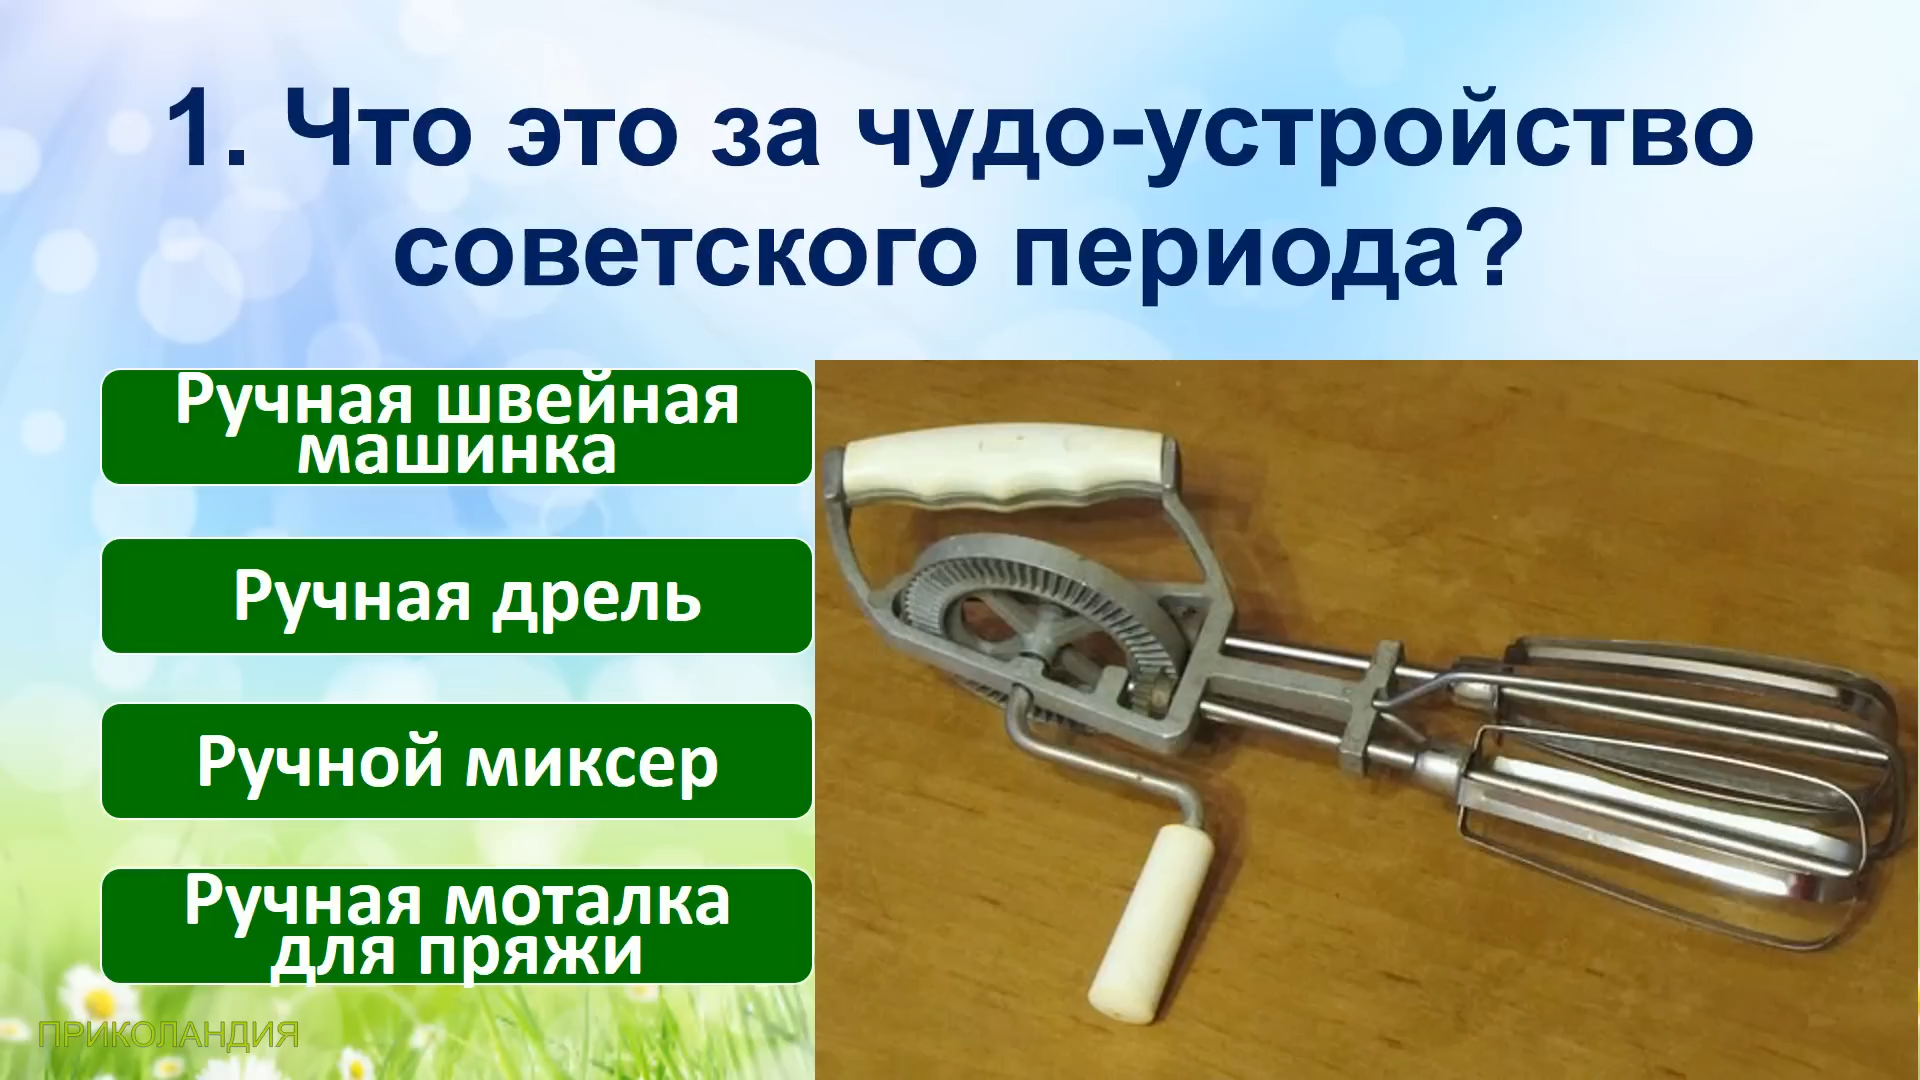 1. Что это за чудо-устройство
советского периода?
Ручная швейная
машинка
Ручная дрель
Ручной миксер
Ручная моталка
для пряжи
ПРИКОЛАНДИЯ